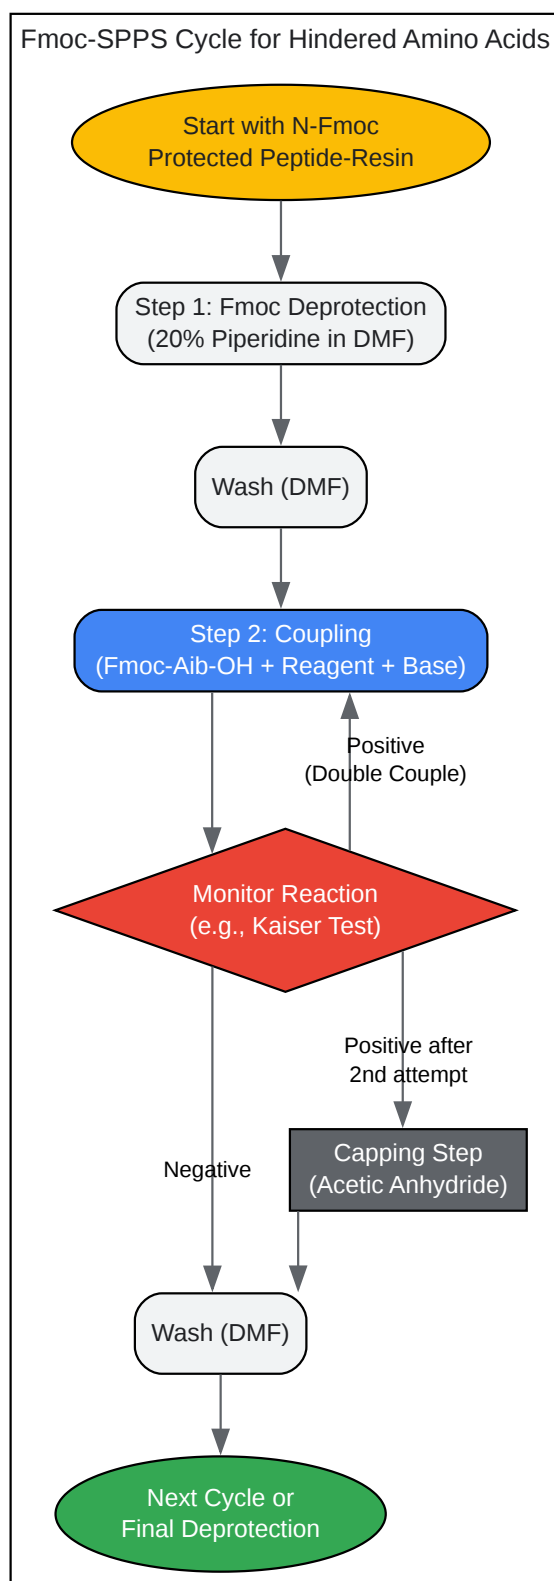 Fmoc-SPPS Cycle for Hindered Amino Acids
Start with N-Fmoc
Protected Peptide-Resin
Step 1: Fmoc Deprotection
(20% Piperidine in DMF)
Wash (DMF)
Step 2: Coupling
(Fmoc-Aib-OH + Reagent + Base)
Positive
(Double Couple)
Monitor Reaction
(e.g., Kaiser Test)
Positive after
2nd attempt
Negative
Capping Step
(Acetic Anhydride)
Wash (DMF)
Next Cycle or
Final Deprotection